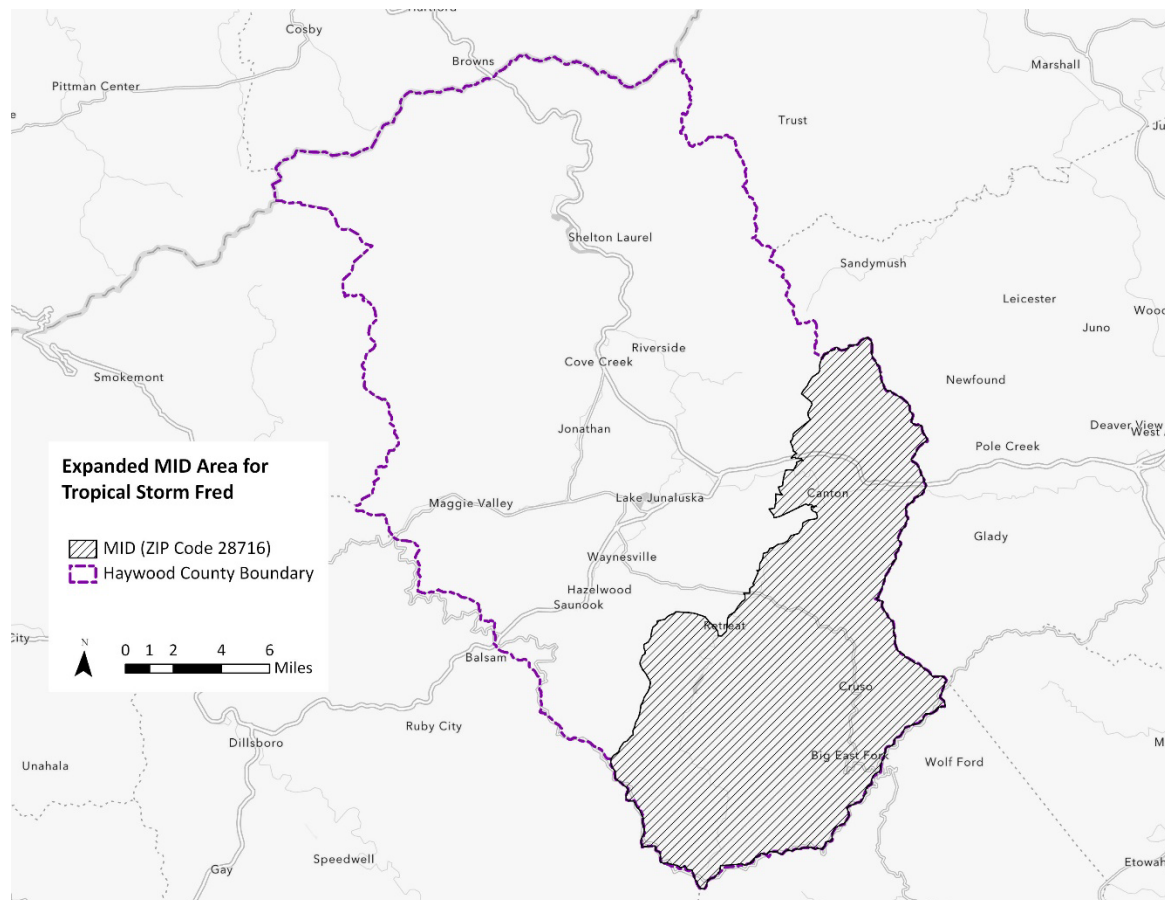 Hartford
Cosby
Browns
Marshall
Pittman Center
Trust
Shelton Laurel
Sandymush
Leicester
Juno
Riverside
Cove Creek
Smokemont
Newfound
Jonathan
Deaver View
Pole Creek
Expanded MID Area for
Tropical Storm Fred
MID (ZIP Code 28716)
Haywood County Boundary
N
0 1 2 4 6
Miles
Maggie Valley
Lake Junaluska
Canton
Glady
Waynesville
Hazelwood
Saunook
Retreat
City
Balsam
Cruso
Ruby City
Dillsboro
Big East Fork
Wolf Ford
Unahala
Speedwell
Gay
Etowah